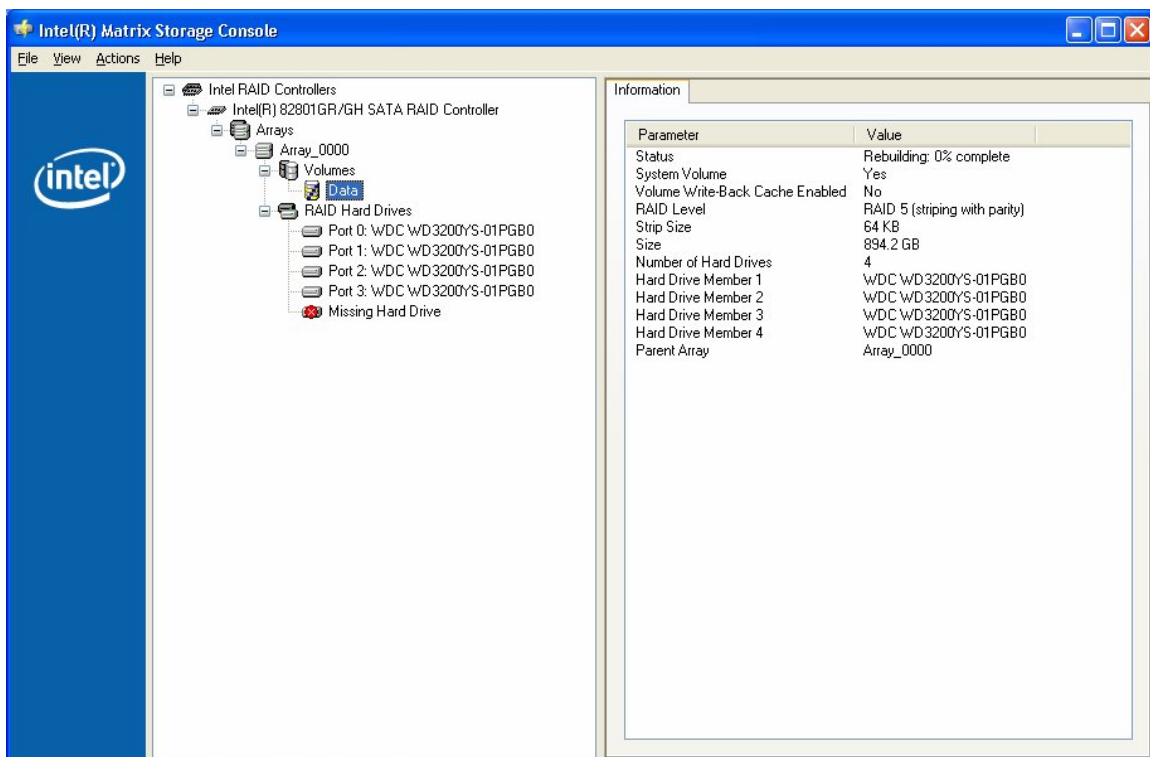 Intel(R) Matrix Storage Console
File View Actions Help
intel
Intel RAID Controllers
Intel(R) 82801GR/GH SATA RAID Controller
Arrays
Array_0000
Volumes
Data
RAID Hard Drives
Port 0: WDC WD3200YS-01PGB0
Port 1: WDC WD3200YS-01PGB0
Port 2: WDC WD3200YS-01PGB0
Port 3: WDC WD3200YS-01PGB0
Missing Hard Drive
Information
Parameter Value
Status Rebuilding: 0% complete
System Volume Yes
Volume Write-Back Cache Enabled No
RAID Level RAID 5 (striping with parity)
Strip Size 64 KB
Size 894.2 GB
Number of Hard Drives 4
Hard Drive Member 1 WDC WD3200YS-01PGB0
Hard Drive Member 2 WDC WD3200YS-01PGB0
Hard Drive Member 3 WDC WD3200YS-01PGB0
Hard Drive Member 4 WDC WD3200YS-01PGB0
Parent Array Array_0000